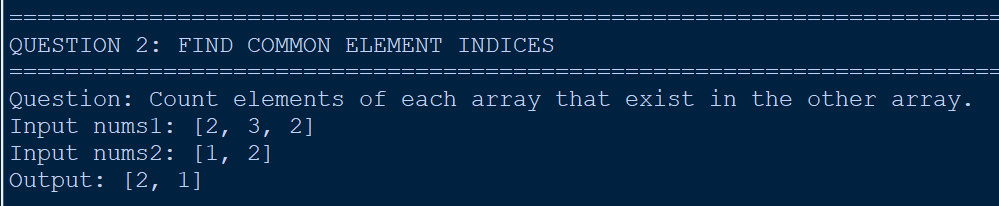 ======================================================================
QUESTION 2: FIND COMMON ELEMENT INDICES
======================================================================
Question: Count elements of each array that exist in the other array.
Input nums1: [2, 3, 2]
Input nums2: [1, 2]
Output: [2, 1]